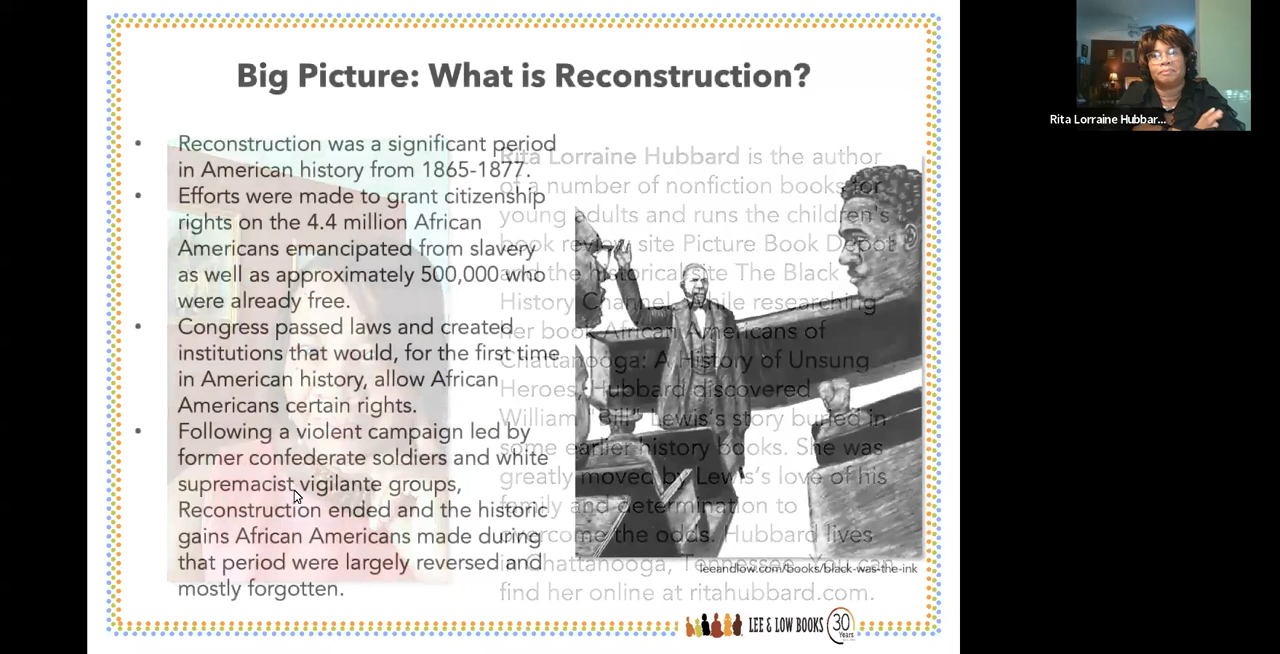 Big Picture: What is Reconstruction?
• Reconstruction was a significant period
in American history from 1865-1877.
• Efforts were made to grant citizenship
rights on the 4.4 million African
Americans emancipated from slavery
as well as approximately 500,000 who
were already free.
• Congress passed laws and created
institutions that would, for the first time
in American history, allow African
Americans certain rights.
• Following a violent campaign led by
former confederate soldiers and white
supremacist vigilante groups,
Reconstruction ended and the historic
gains African Americans made during
that period were largely reversed and
mostly forgotten.
Rita Lorraine Hubbard is the author
of a number of nonfiction books for
young adults and runs the children's
book review site Picture Book Depot
and the historical site The Black
History Channel. While researching
her book African Americans of
Chattanooga: A History of Unsung
Heroes, Hubbard discovered
William "Bill" Lewis's story buried in
some earlier history books. She was
greatly moved by Lewis's love of his
family and determination to
overcome the odds. Hubbard lives
in Chattanooga, Tennessee. You can
find her online at ritahubbard.com.
leeandlow.com/books/black-was-the-ink
LEE & LOW BOOKS
30
Years
Rita Lorraine Hubbar...